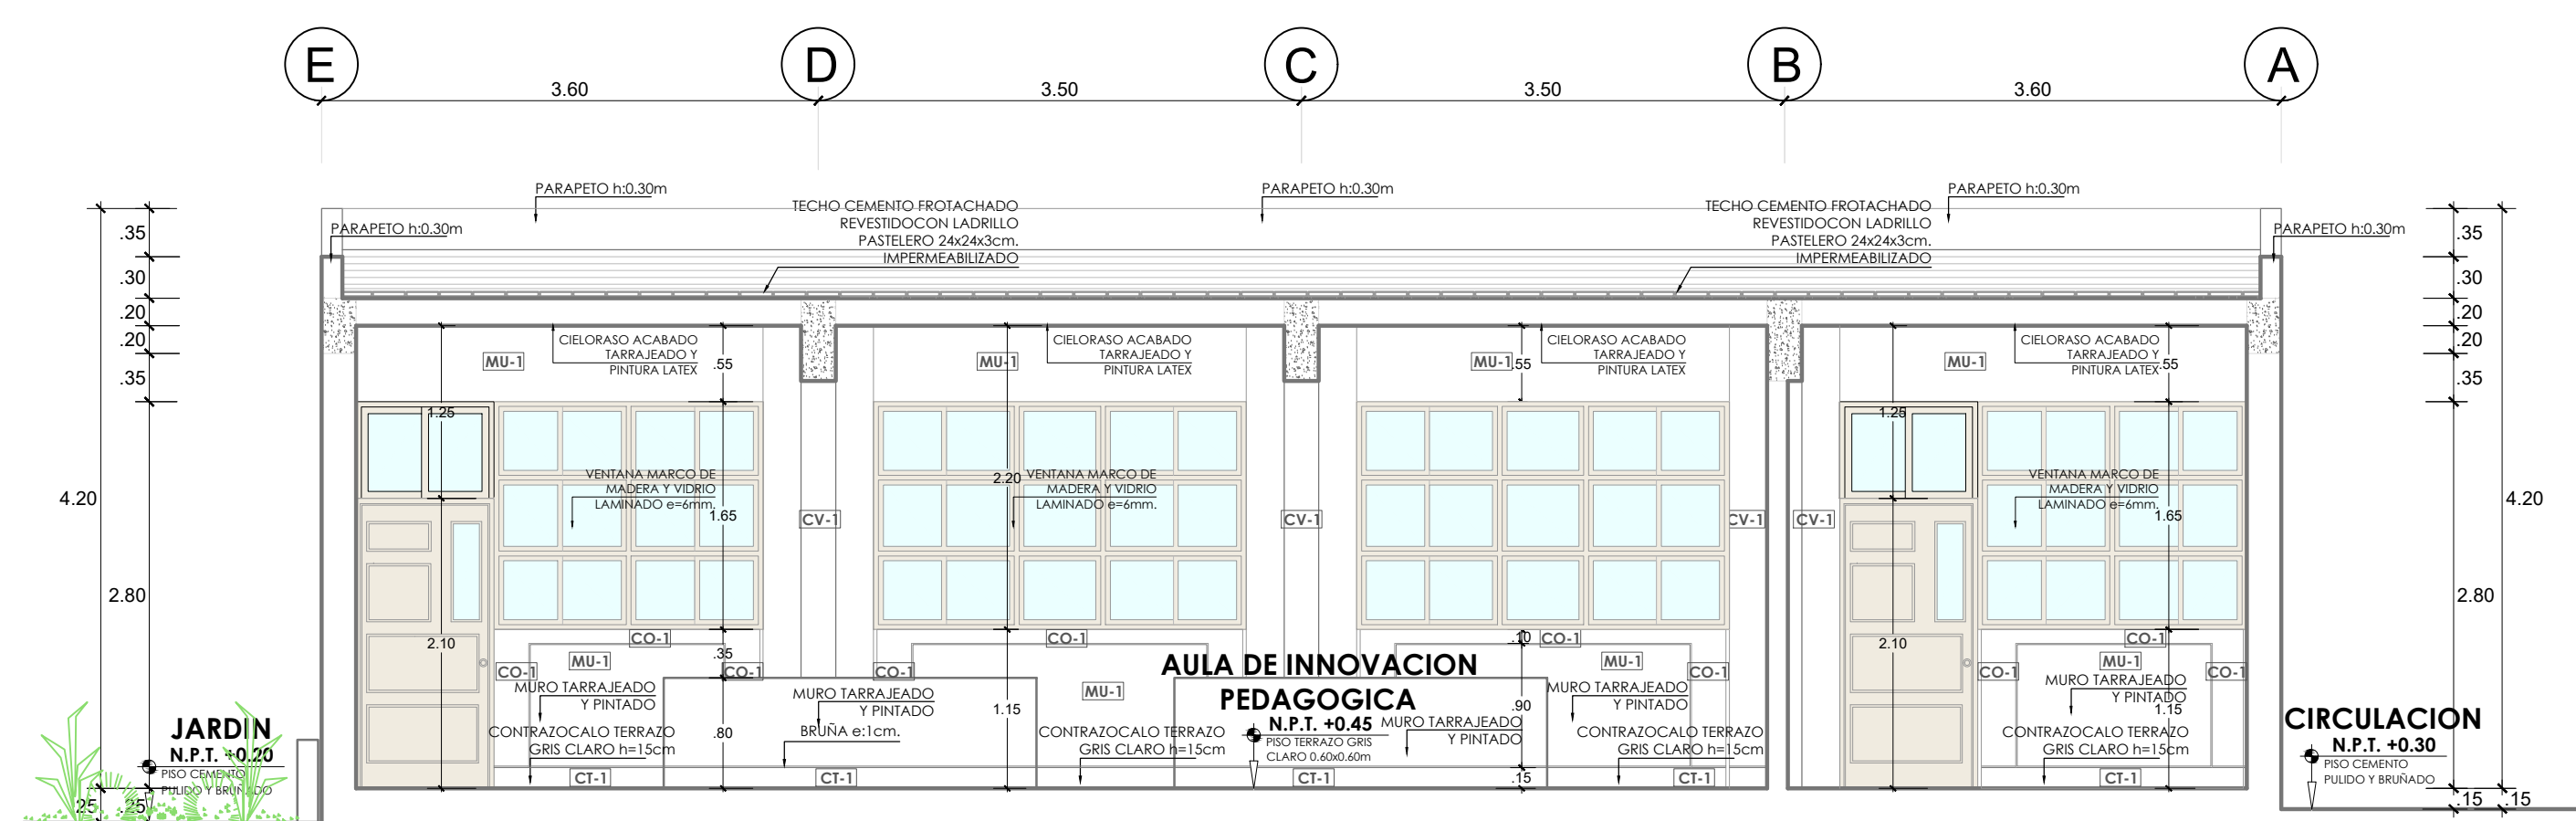 E
D
C
B
A
3.60
3.50
3.50
3.60
PARAPETO h:0.30m
PARAPETO h:0.30m
PARAPETO h:0.30m
TECHO CEMENTO FROTACHADO
REVESTIDOCON LADRILLO
PASTELERO 24x24x3cm.
IMPERMEABILIZADO
TECHO CEMENTO FROTACHADO
REVESTIDOCON LADRILLO
PASTELERO 24x24x3cm.
IMPERMEABILIZADO
PARAPETO h:0.30m
PARAPETO h:0.30m
.35
.30
.20
.20
.35
2.80
4.20
.25
.25
.35
.30
.20
.20
.35
2.80
4.20
.15
.15
MU-1
CIELORASO ACABADO
TARRAJEADO Y
PINTURA LATEX
.55
MU-1
CIELORASO ACABADO
TARRAJEADO Y
PINTURA LATEX
MU-1
.55
CIELORASO ACABADO
TARRAJEADO Y
PINTURA LATEX
MU-1
CIELORASO ACABADO
TARRAJEADO Y
PINTURA LATEX
.55
1.25
VENTANA MARCO DE
MADERA Y VIDRIO
LAMINADO e=6mm.
1.65
2.20
VENTANA MARCO DE
MADERA Y VIDRIO
LAMINADO e=6mm.
1.25
VENTANA MARCO DE
MADERA Y VIDRIO
LAMINADO e=6mm.
1.65
CV-1
CV-1
CV-1
CV-1
2.10
CO-1
CO-1
MU-1
.35
CO-1
CO-1
CO-1
MU-1
.10
CO-1
MU-1
CO-1
2.10
CO-1
CO-1
MU-1
CO-1
AULA DE INNOVACION
PEDAGOGICA
N.P.T. +0.45
PISO TERRAZO GRIS
CLARO 0.60x0.60m
MURO TARRAJEADO
Y PINTADO
CONTRAZOCALO TERRAZO
GRIS CLARO h=15cm
.80
MURO TARRAJEADO
Y PINTADO
BRUÑA e:1cm.
1.15
CONTRAZOCALO TERRAZO
GRIS CLARO h=15cm
MURO TARRAJEADO
Y PINTADO
.90
.15
MURO TARRAJEADO
Y PINTADO
CONTRAZOCALO TERRAZO
GRIS CLARO h=15cm
MURO TARRAJEADO
Y PINTADO
1.15
CONTRAZOCALO TERRAZO
GRIS CLARO h=15cm
CT-1
CT-1
CT-1
CT-1
CT-1
JARDIN
N.P.T. +0.20
PISO CEMENTO
PULIDO Y BRUÑADO
CIRCULACION
N.P.T. +0.30
PISO CEMENTO
PULIDO Y BRUÑADO